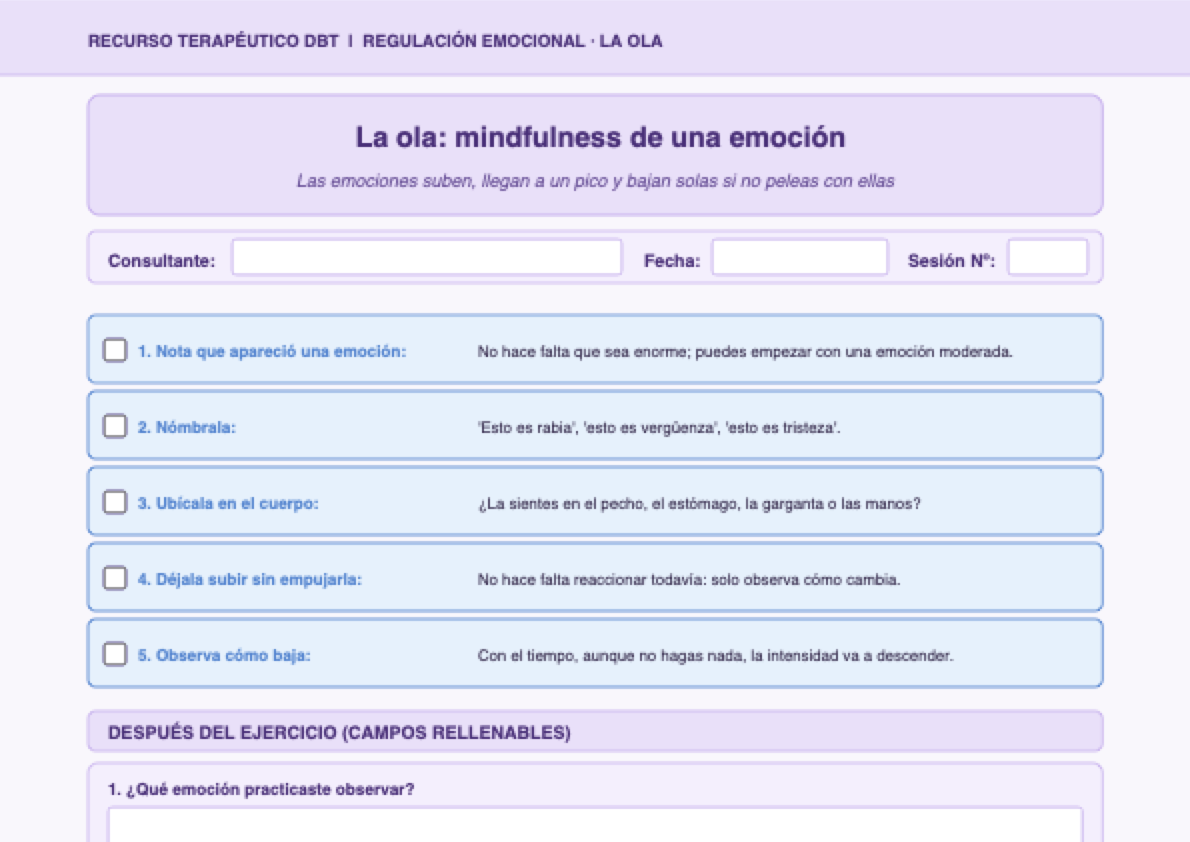 RECURSO TERAPÉUTICO DBT | REGULACIÓN EMOCIONAL · LA OLA
La ola: mindfulness de una emoción
Las emociones suben, llegan a un pico y bajan solas si no peleas con ellas
Consultante: Fecha: Sesión Nº:
1. Nota que apareció una emoción: No hace falta que sea enorme; puedes empezar con una emoción moderada.
2. Nómbrala: 'Esto es rabia', 'esto es vergüenza', 'esto es tristeza'.
3. Ubícala en el cuerpo: ¿La sientes en el pecho, el estómago, la garganta o las manos?
4. Déjala subir sin empujarla: No hace falta reaccionar todavía: solo observa cómo cambia.
5. Observa cómo baja: Con el tiempo, aunque no hagas nada, la intensidad va a descender.
DESPUÉS DEL EJERCICIO (CAMPOS RELLENABLES)
1. ¿Qué emoción practicaste observar?